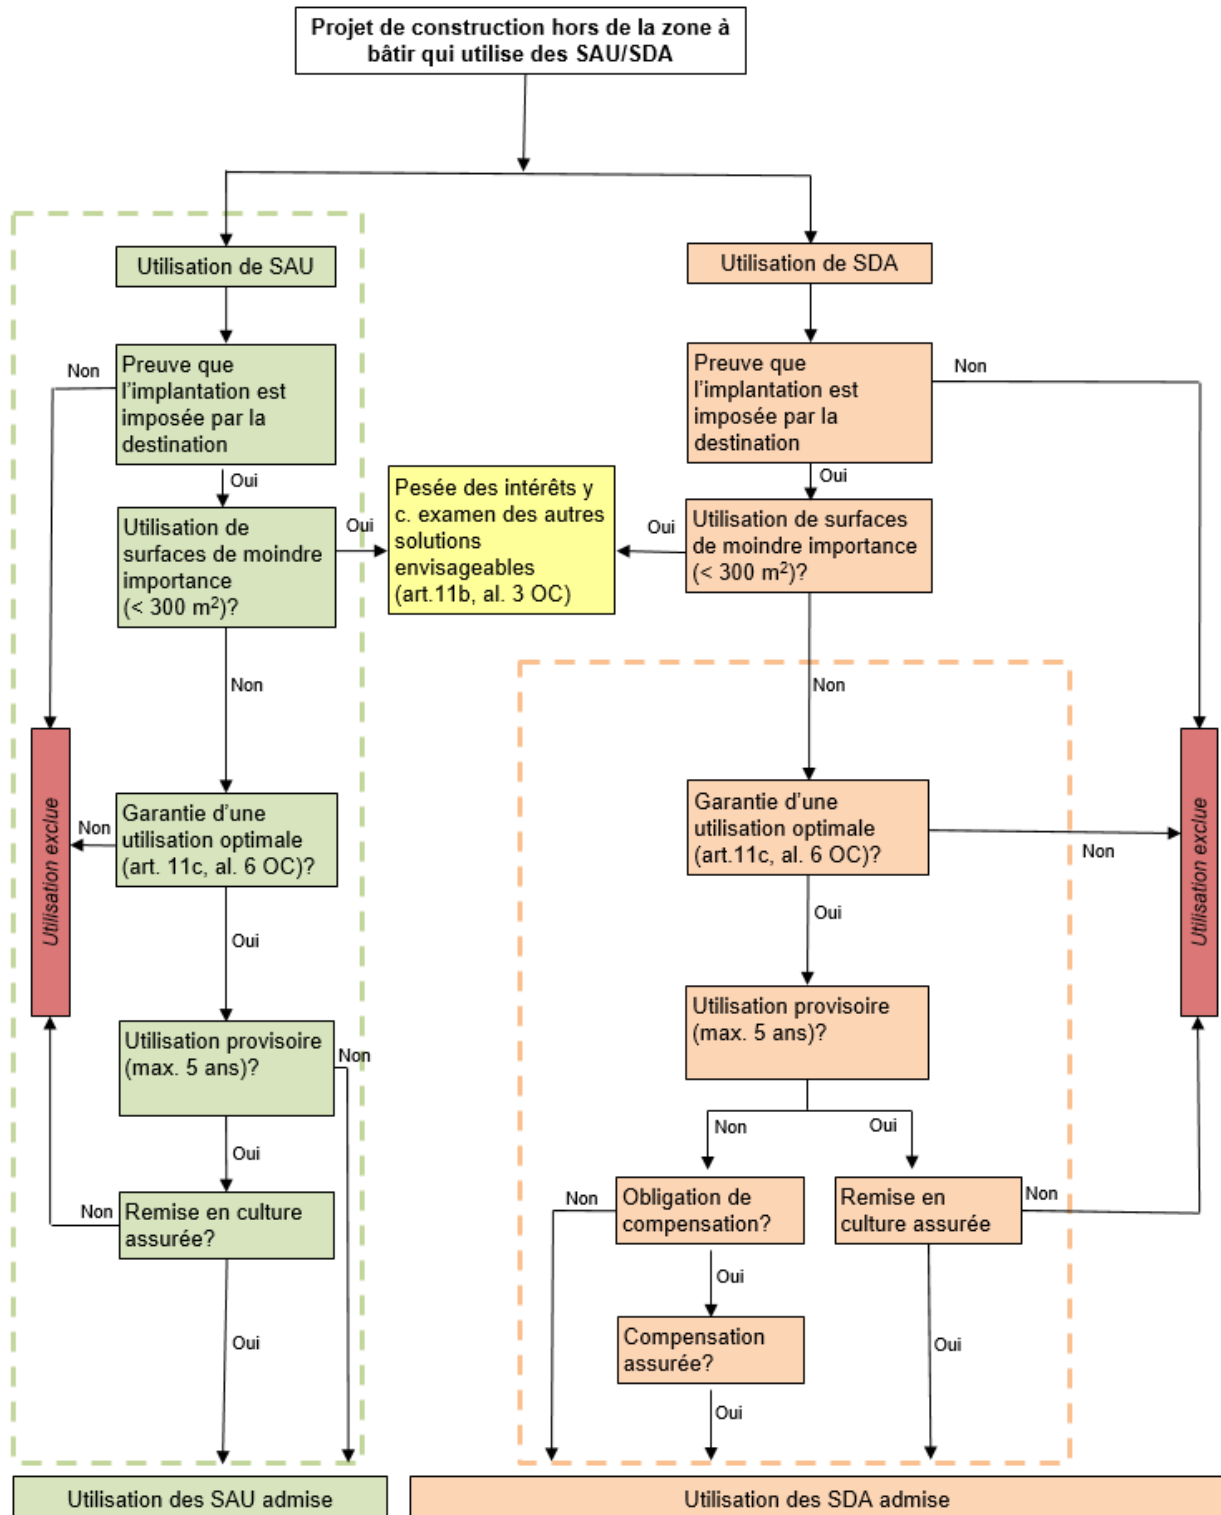 Projet de construction hors de la zone à
bâtir qui utilise des SAU/SDA
Utilisation de SAU
Utilisation de SDA
Non
Preuve que
l'implantation est
imposée par la
destination
Preuve que
l'implantation est
imposée par la
destination
Non
Oui
Oui
Utilisation de
surfaces de moindre
importance
(< 300 m²)?
Oui
Pesée des intérêts y
c. examen des autres
solutions
envisageables
(art.11b, al. 3 OC)
Oui
Utilisation de surfaces
de moindre importance
(< 300 m²)?
Non
Non
Utilisation exclue
Non
Garantie d'une
utilisation optimale
(art. 11c, al. 6 OC)?
Garantie d'une
utilisation optimale
(art.11c, al. 6 OC)?
Non
Utilisation exclue
Oui
Oui
Utilisation provisoire
(max. 5 ans)?
Non
Utilisation provisoire
(max. 5 ans)?
Oui
Non
Oui
Non
Remise en culture
assurée?
Non
Obligation de
compensation?
Remise en
culture assurée
Non
Oui
Oui
Compensation
assurée?
Oui
Oui
Utilisation des SAU admise
Utilisation des SDA admise